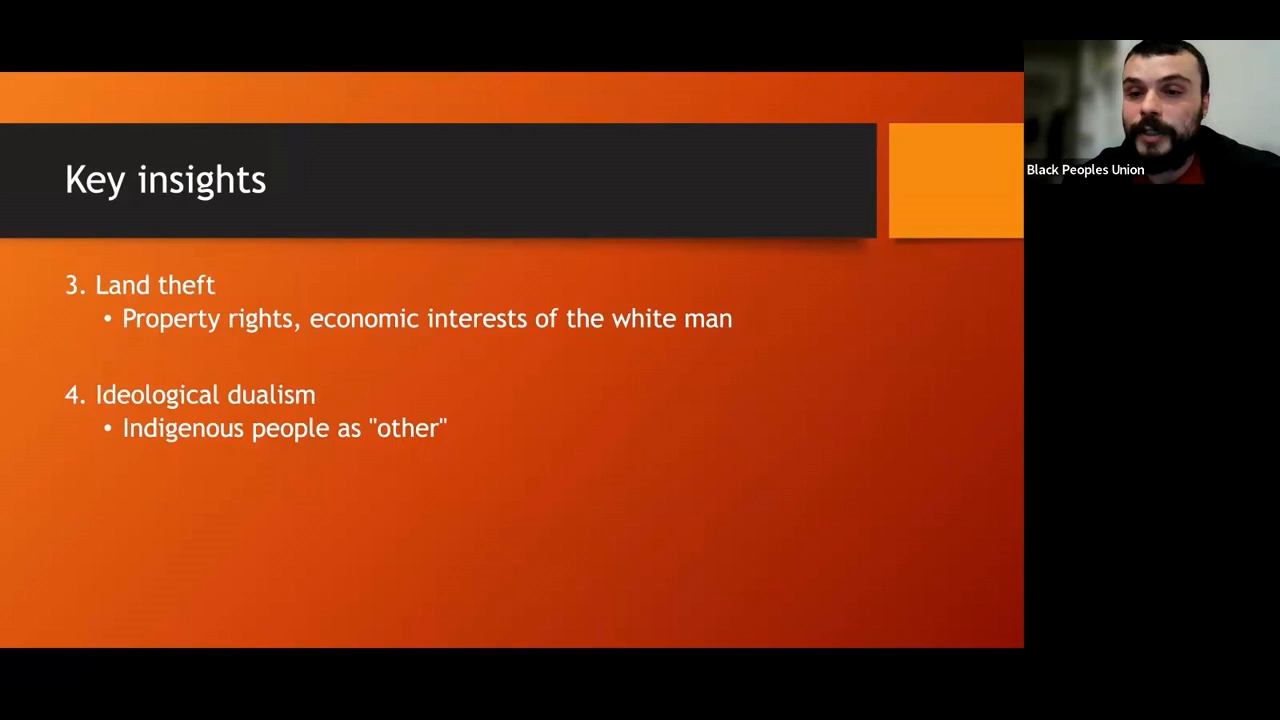 Key insights
3. Land theft
• Property rights, economic interests of the white man
4. Ideological dualism
• Indigenous people as "other"
Black Peoples Union